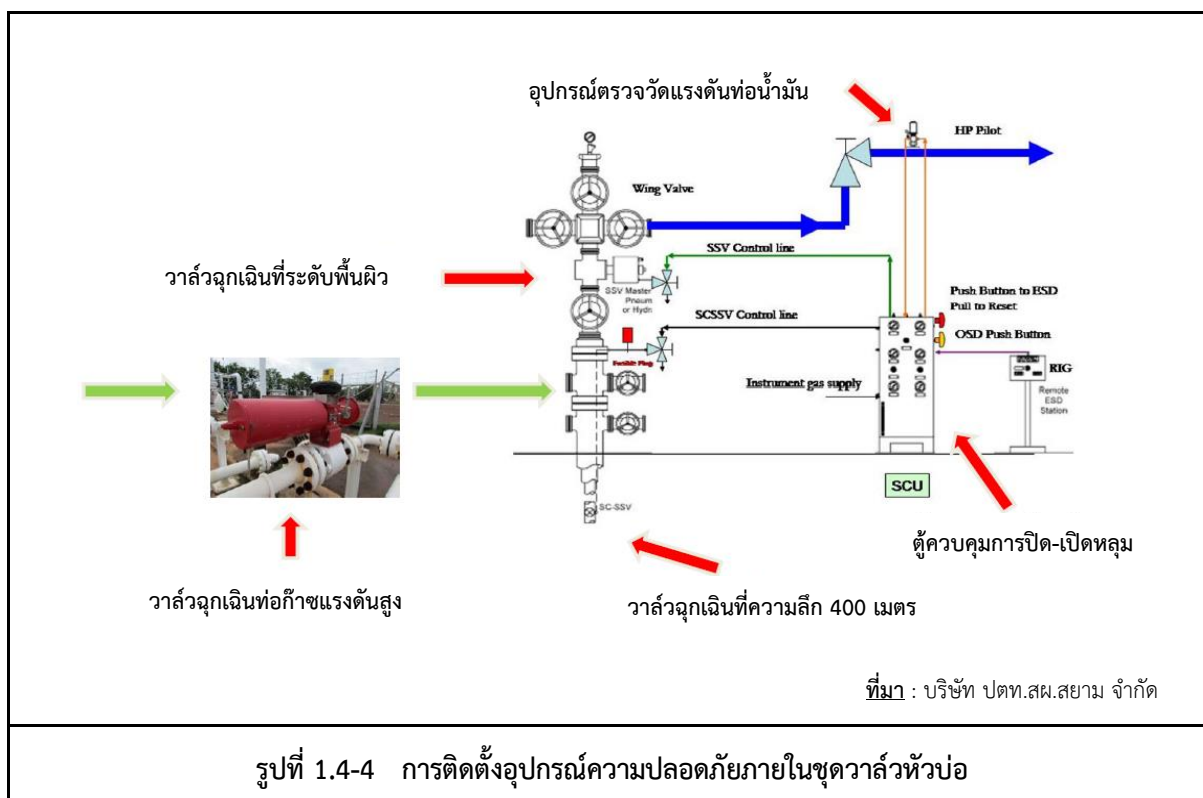 อุปกรณ์ตรวจวัดแรงดันท่อน้ำมัน
HP Pilot
Wing Valve
SSV Control line
วาล์วฉุกเฉินที่ระดับพื้นผิว
SSV Master
Pneum
or Hydri
Push Button to ESD
Pull to Reset
SCSSV Control line
OSD Push Button
Fusible Plug
RIG
Instrument gas supply
Remote
ESD
Station
SCU
SC-SSV
ตู้ควบคุมการปิด-เปิดหลุม
วาล์วฉุกเฉินท่อก๊าซแรงดันสูง
วาล์วฉุกเฉินที่ความลึก 400 เมตร
ที่มา : บริษัท ปตท.สผ.สยาม จำกัด
รูปที่ 1.4-4 การติดตั้งอุปกรณ์ความปลอดภัยภายในชุดวาล์วหัวบ่อ